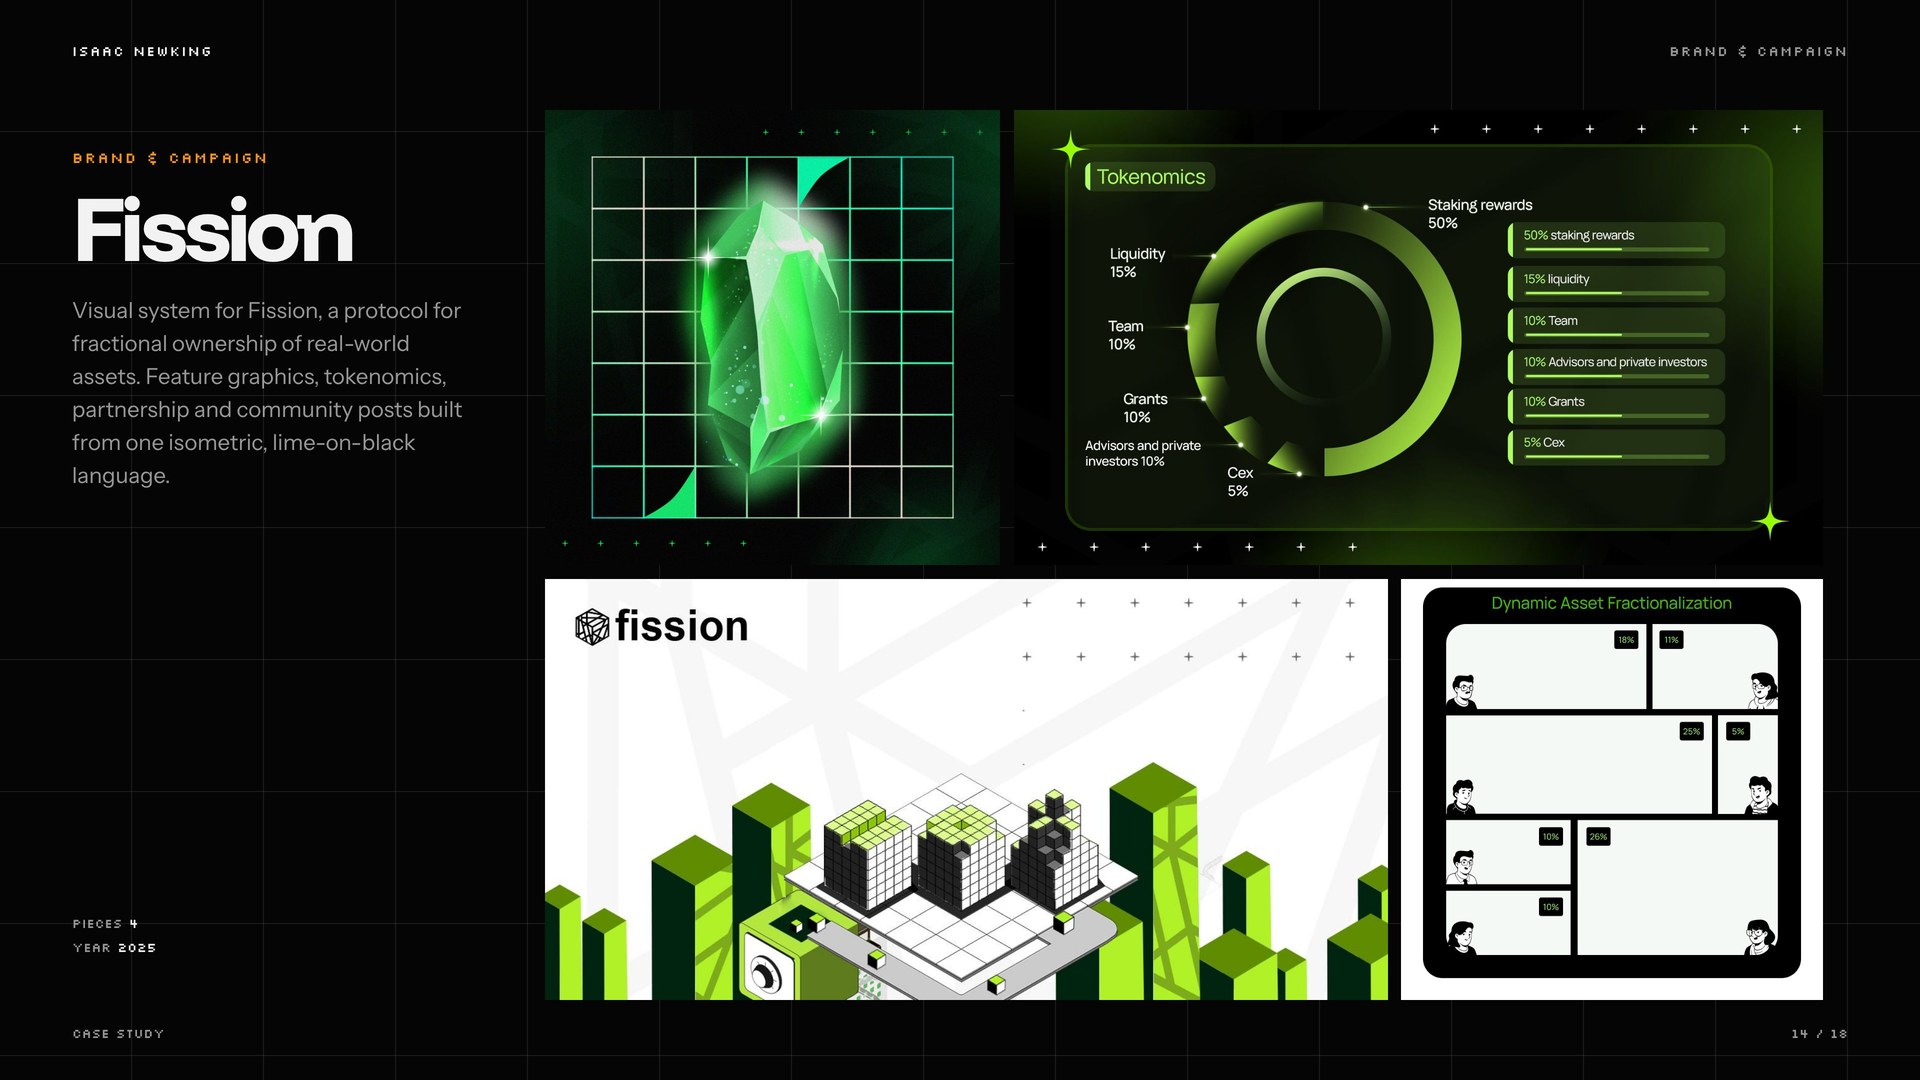 ISAAC NEWKING
BRAND & CAMPAIGN
BRAND & CAMPAIGN
Fission
Visual system for Fission, a protocol for
fractional ownership of real-world
assets. Feature graphics, tokenomics,
partnership and community posts built
from one isometric, lime-on-black
language.
PIECES 4
YEAR 2025
Tokenomics
Staking rewards
50%
Liquidity
15%
Team
10%
Grants
10%
Advisors and private
investors 10%
Cex
5%
50% staking rewards
15% liquidity
10% Team
10% Advisors and private investors
10% Grants
5% Cex
fission
Dynamic Asset Fractionalization
18%
11%
25%
5%
10%
26%
10%
CASE STUDY
14 / 18